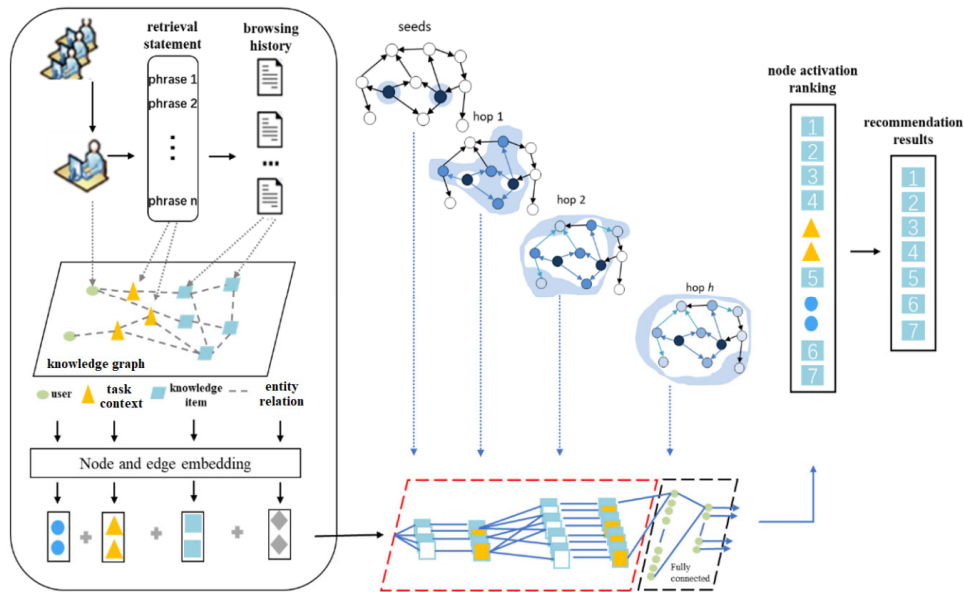 retrieval
statement
browsing
history
phrase 1
phrase 2
phrase n
knowledge graph
user
task
context
knowledge
item
entity
relation
Node and edge embedding
seeds
hop 1
hop 2
hop h
Fully
connected
node activation
ranking
1
2
3
4
5
6
7
recommendation
results
1
2
3
4
5
6
7